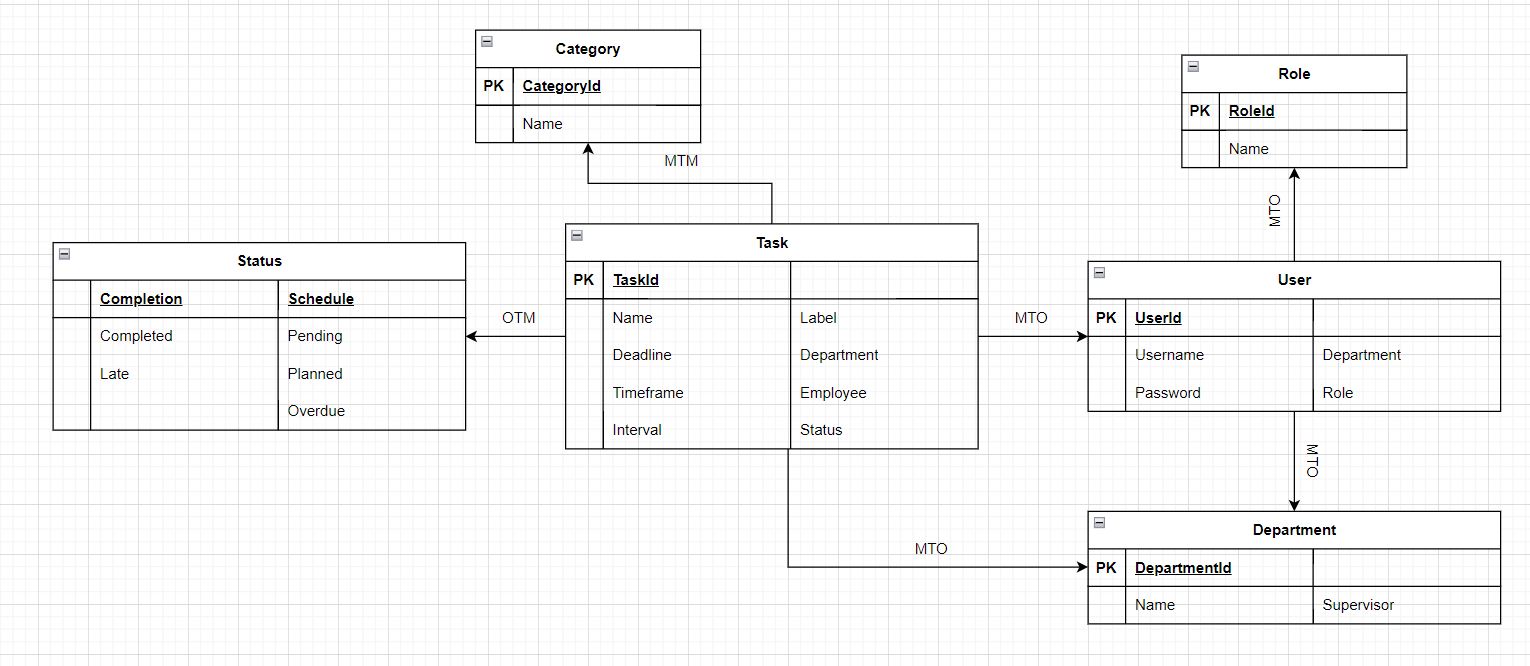 Category
PK CategoryId
Name
MTM
Role
PK RoleId
Name
MTO
Status
Completion Schedule
Completed Pending
Late Planned
Overdue
OTM
Task
PK TaskId
Name Label
Deadline Department
Timeframe Employee
Interval Status
MTO
User
PK UserId
Username Department
Password Role
MTO
MTO
Department
PK DepartmentId
Name Supervisor